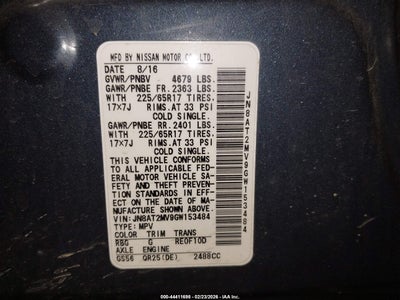 MFD BY NISSAN MOTOR CO., LTD.
DATE 8/16
GVWR/PNBV 4679 LBS.
GAWR/PNBE FR. 2363 LBS.
WITH 225/65R17 TIRES.
17x7J RIMS.AT 33 PSI
COLD SINGLE.
GAWR/PNBE RR. 2401 LBS.
WITH 225/65R17 TIRES.
17x7J RIMS.AT 33 PSI
COLD SINGLE.
THIS VEHICLE CONFORMS
TO ALL APPLICABLE FED-
ERAL MOTOR VEHICLE SA-
FETY AND THEFT PREVEN-
TION STANDARDS IN EFF-
ECT ON THE DATE OF MA-
NUFACTURE SHOWN ABOVE.
VIN: JN8AT2MV9GW153484
TYPE: MPV
COLOR TRIM TRANS
RBG G RE0F10D
AXLE ENGINE
GS56 QR25(DE) 2488CC
JN8AT2MV9GW153484
000-44411699 - 02/23/2026 - © IAA Inc.